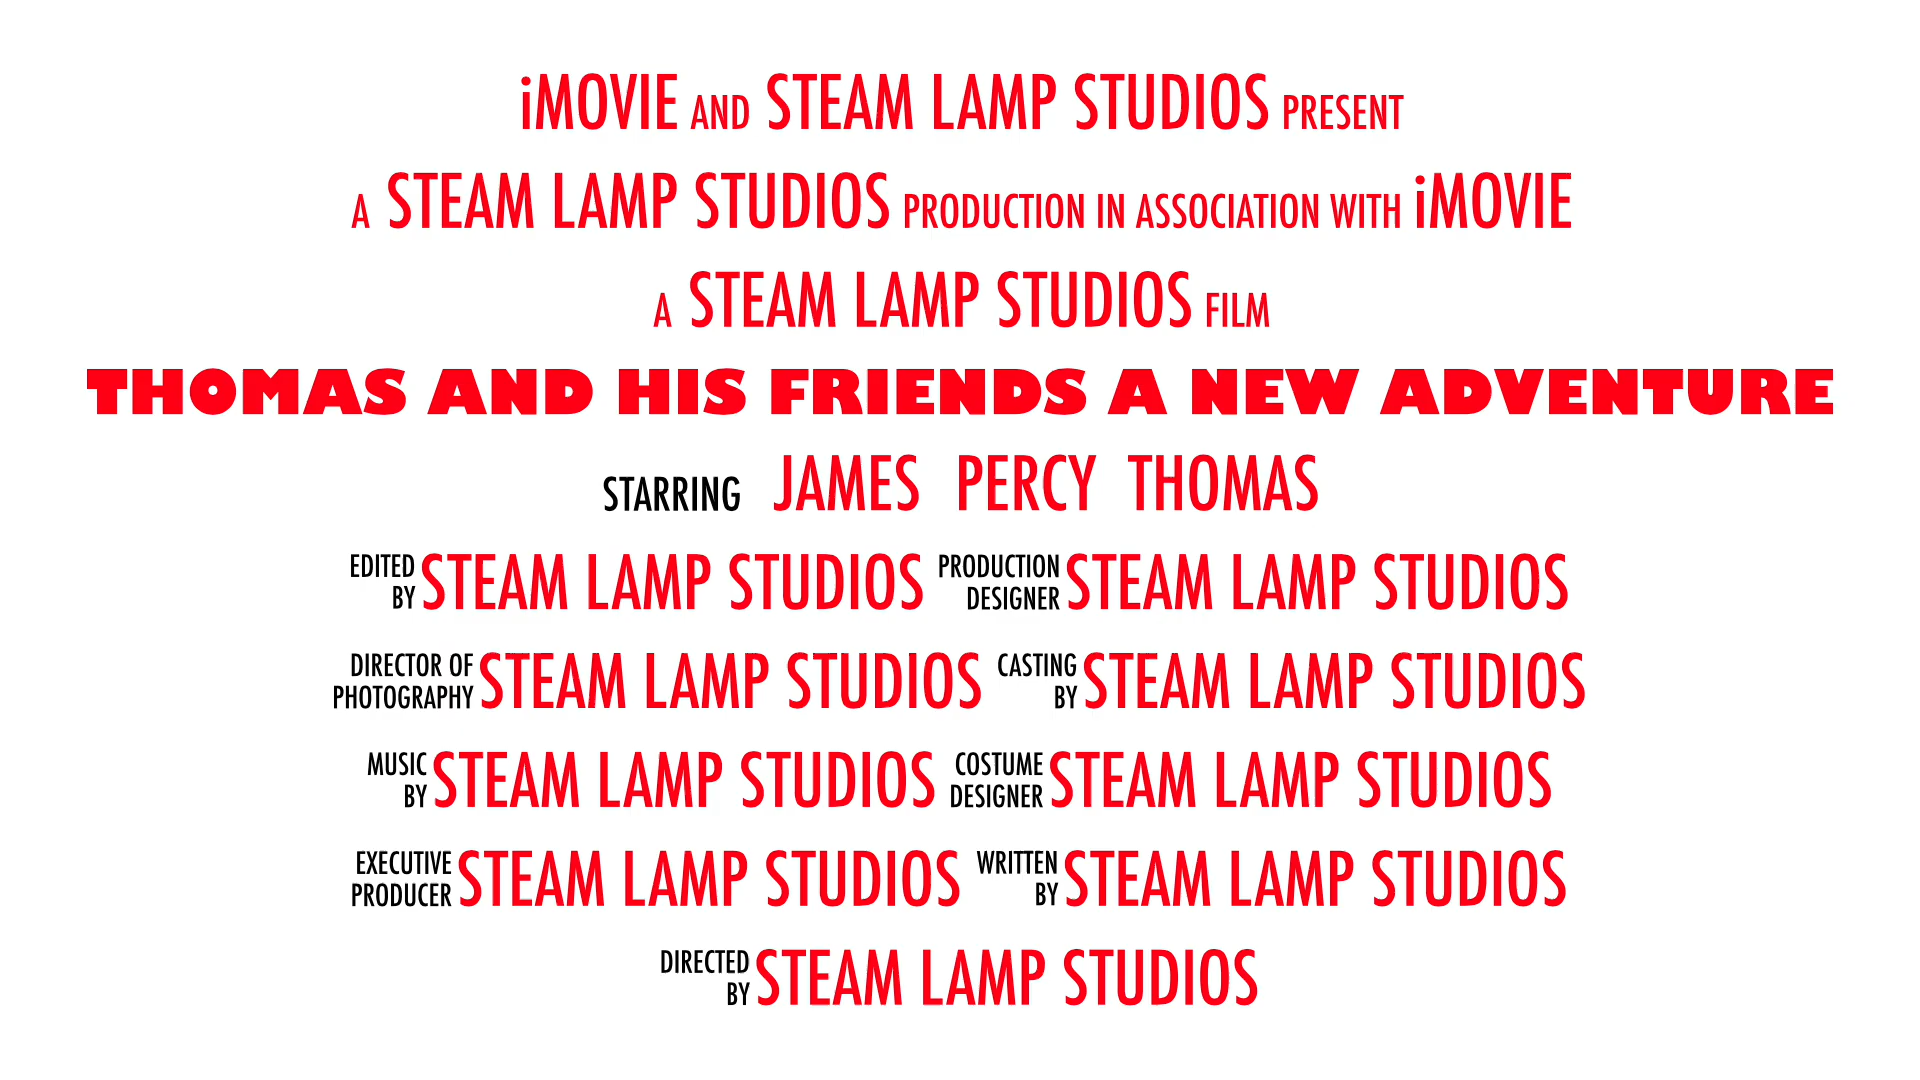 iMOVIE AND STEAM LAMP STUDIOS PRESENT
A STEAM LAMP STUDIOS PRODUCTION IN ASSOCIATION WITH iMOVIE
A STEAM LAMP STUDIOS FILM
THOMAS AND HIS FRIENDS A NEW ADVENTURE
STARRING JAMES PERCY THOMAS
EDITED BY STEAM LAMP STUDIOS PRODUCTION DESIGNER STEAM LAMP STUDIOS
DIRECTOR OF PHOTOGRAPHY STEAM LAMP STUDIOS CASTING BY STEAM LAMP STUDIOS
MUSIC BY STEAM LAMP STUDIOS COSTUME DESIGNER STEAM LAMP STUDIOS
EXECUTIVE PRODUCER STEAM LAMP STUDIOS WRITTEN BY STEAM LAMP STUDIOS
DIRECTED BY STEAM LAMP STUDIOS